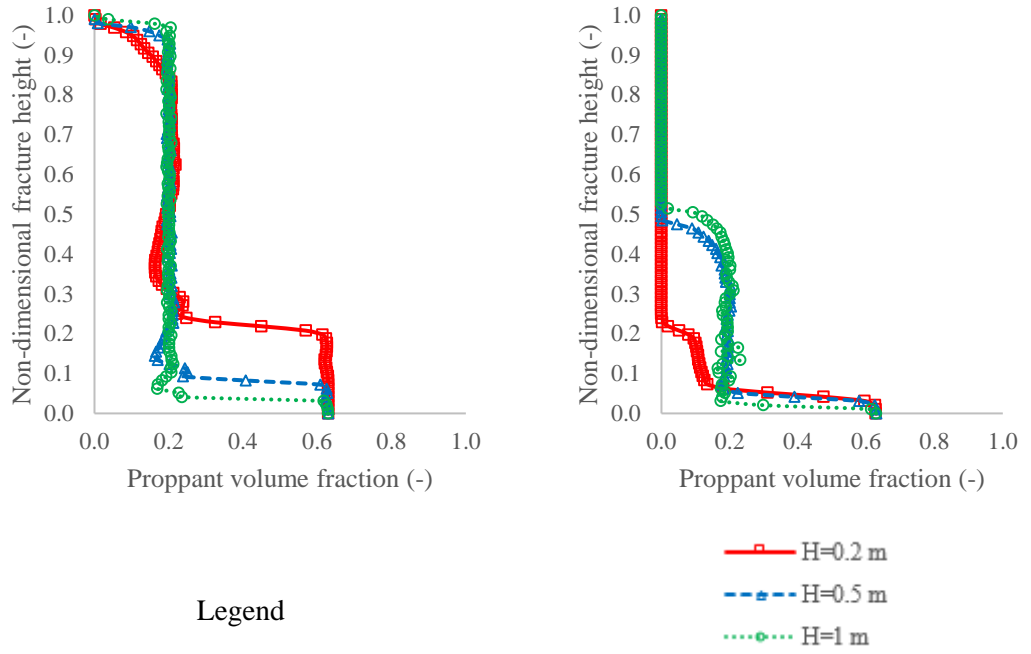 Non-dimensional fracture height (-)
1.0
0.9
0.8
0.7
0.6
0.5
0.4
0.3
0.2
0.1
0.0
0.0 0.2 0.4 0.6 0.8 1.0
Proppant volume fraction (-)
Non-dimensional fracture height (-)
1.0
0.9
0.8
0.7
0.6
0.5
0.4
0.3
0.2
0.1
0.0
0.0 0.2 0.4 0.6 0.8 1.0
Proppant volume fraction (-)
Legend
H=0.2 m
H=0.5 m
H=1 m